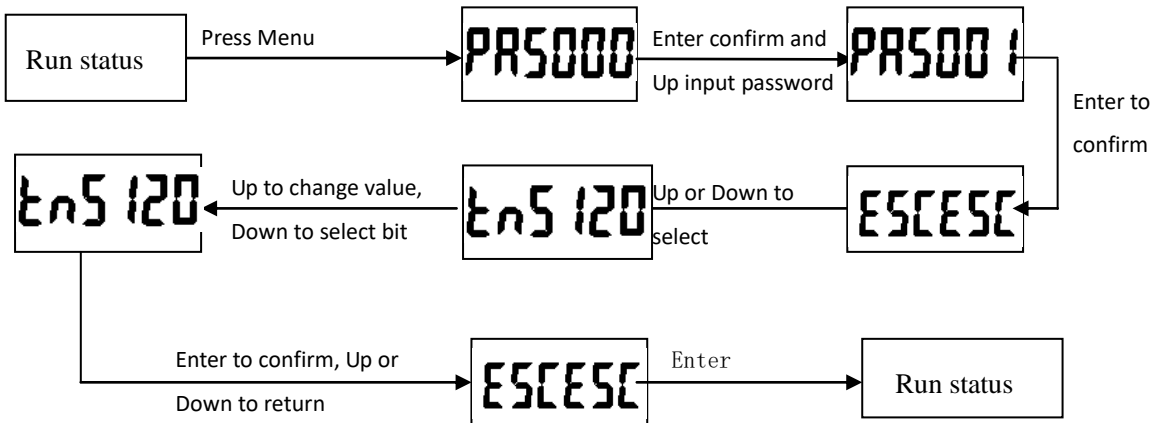 Run status
Press Menu
PAS000
Enter confirm and
Up input password
PAS001
Enter to
confirm
ESCESC
Up or Down to
select
tnS120
Up to change value,
Down to select bit
tnS120
Enter to confirm, Up or
Down to return
ESCESC
Enter
Run status